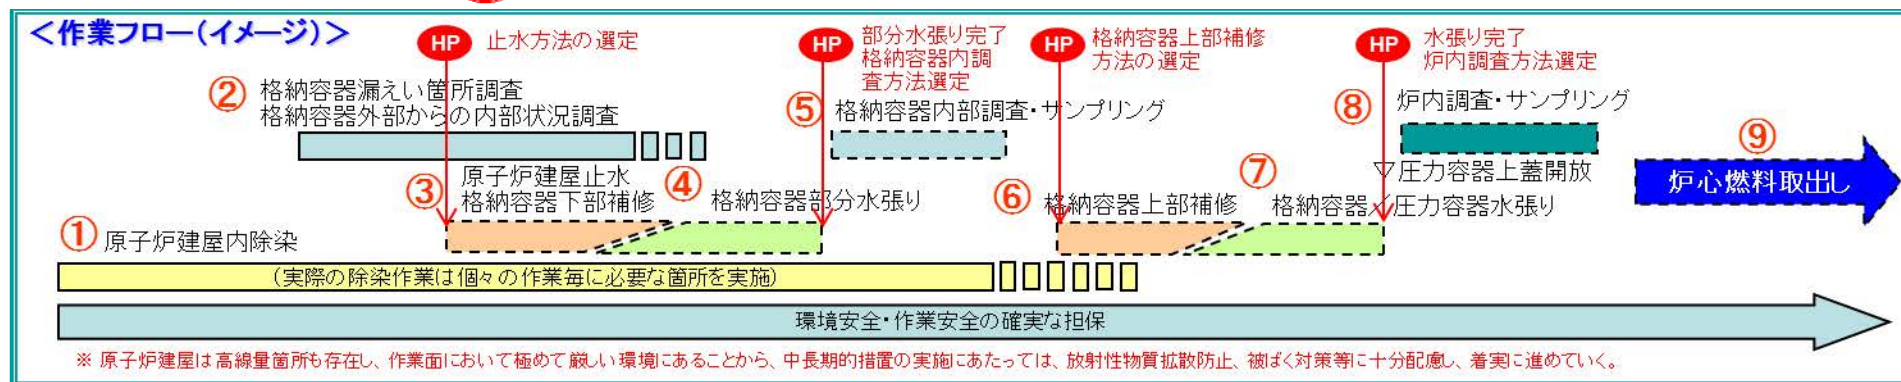 ＜作業フロー(イメージ)＞
HP
止水方法の選定
HP
部分水張り完了
格納容器内調
査方法選定
HP
格納容器上部補修
方法の選定
HP
水張り完了
炉内調査方法選定
②
格納容器漏えい箇所調査
格納容器外部からの内部状況調査
⑤
格納容器内部調査・サンプリング
⑧
炉内調査・サンプリング
⑨
炉心燃料取出し
③
原子炉建屋止水
格納容器下部補修
④
格納容器部分水張り
⑥
格納容器上部補修
⑦
▽圧力容器上蓋開放
格納容器／圧力容器水張り
①
原子炉建屋内除染
(実際の除染作業は個々の作業毎に必要な箇所を実施)
環境安全・作業安全の確実な担保
※ 原子炉建屋は高線量箇所も存在し、作業面において極めて厳しい環境にあることから、中長期的措置の実施にあたっては、放射性物質拡散防止、被ばく対策等に十分配慮し、着実に進めていく。